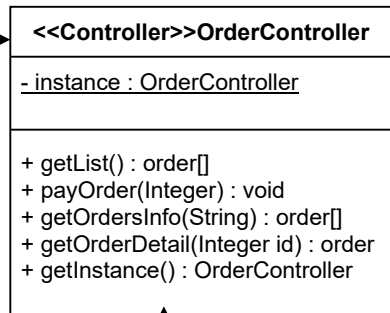 <<Controller>>OrderController
- instance : OrderController
+ getList() : order[]
+ payOrder(Integer) : void
+ getOrdersInfo(String) : order[]
+ getOrderDetail(Integer id) : order
+ getInstance() : OrderController